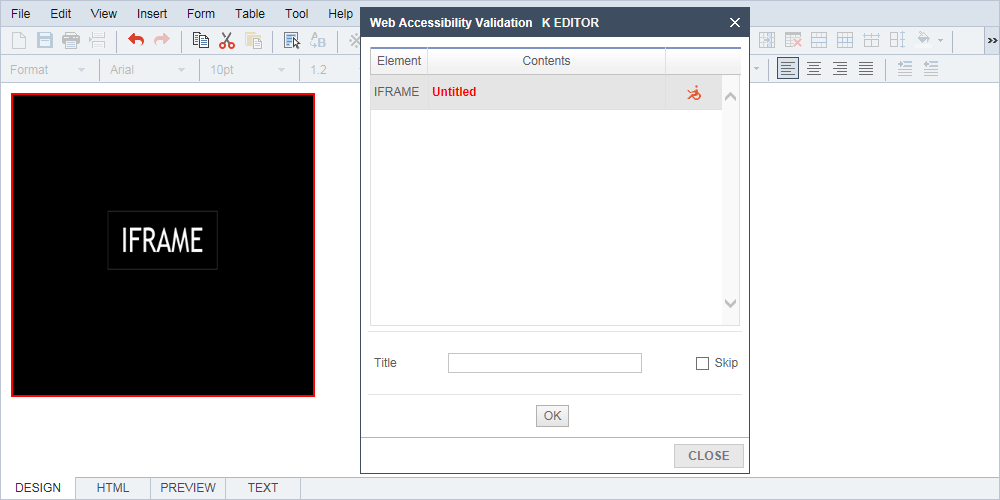 File Edit View Insert Form Table Tool Help
Format Arial 10pt 1.2
IFRAME
Web Accessibility Validation K EDITOR
Element Contents
IFRAME Untitled
Title Skip
OK
CLOSE
DESIGN HTML PREVIEW TEXT